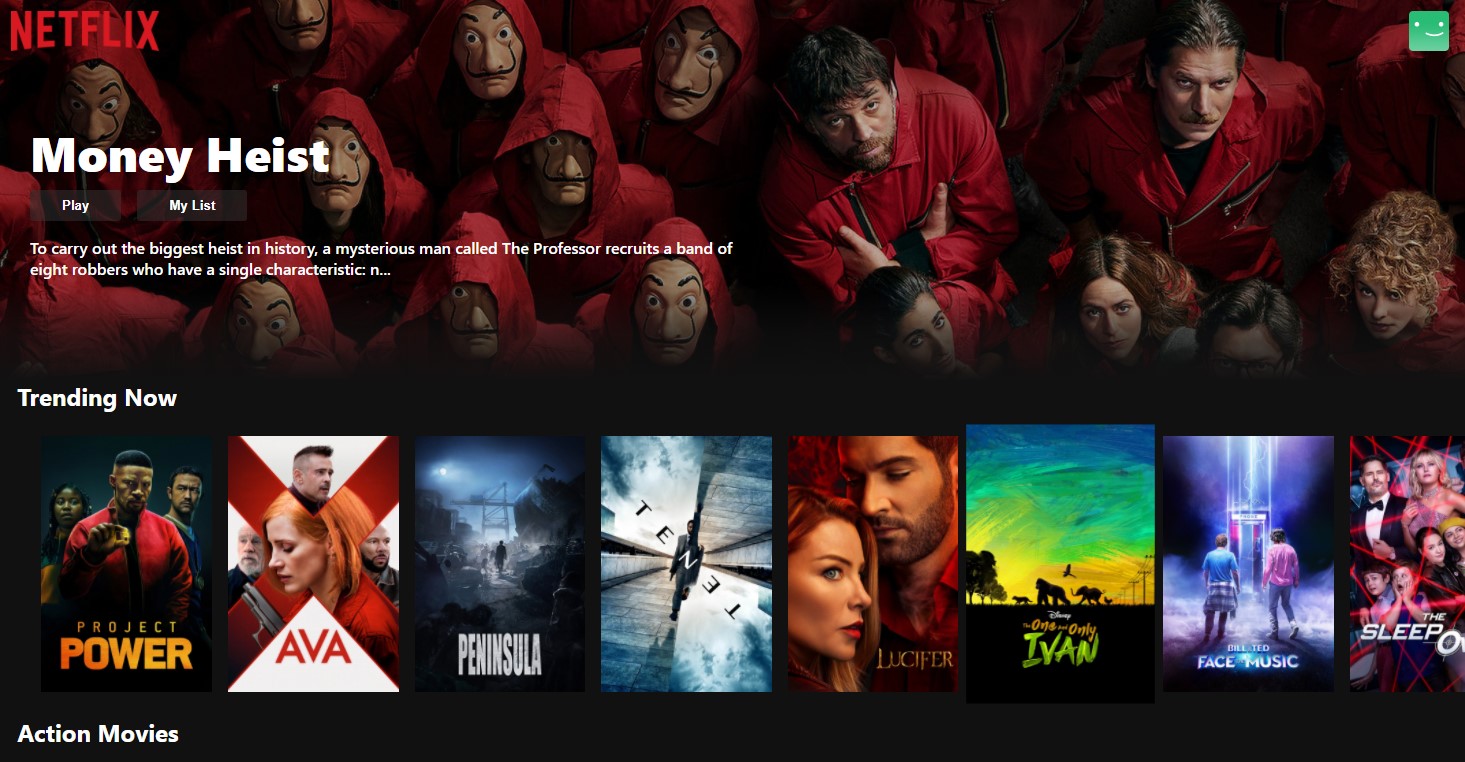 NETFLIX
Money Heist
Play
My List
To carry out the biggest heist in history, a mysterious man called The Professor recruits a band of
eight robbers who have a single characteristic: n...
Trending Now
PROJECT
POWER
AVA
PENINSULA
TENET
LUCIFER
Disney
The One And Only
IVAN
BILL & TED
FACE THE MUSIC
THE
SLEEPOV
Action Movies